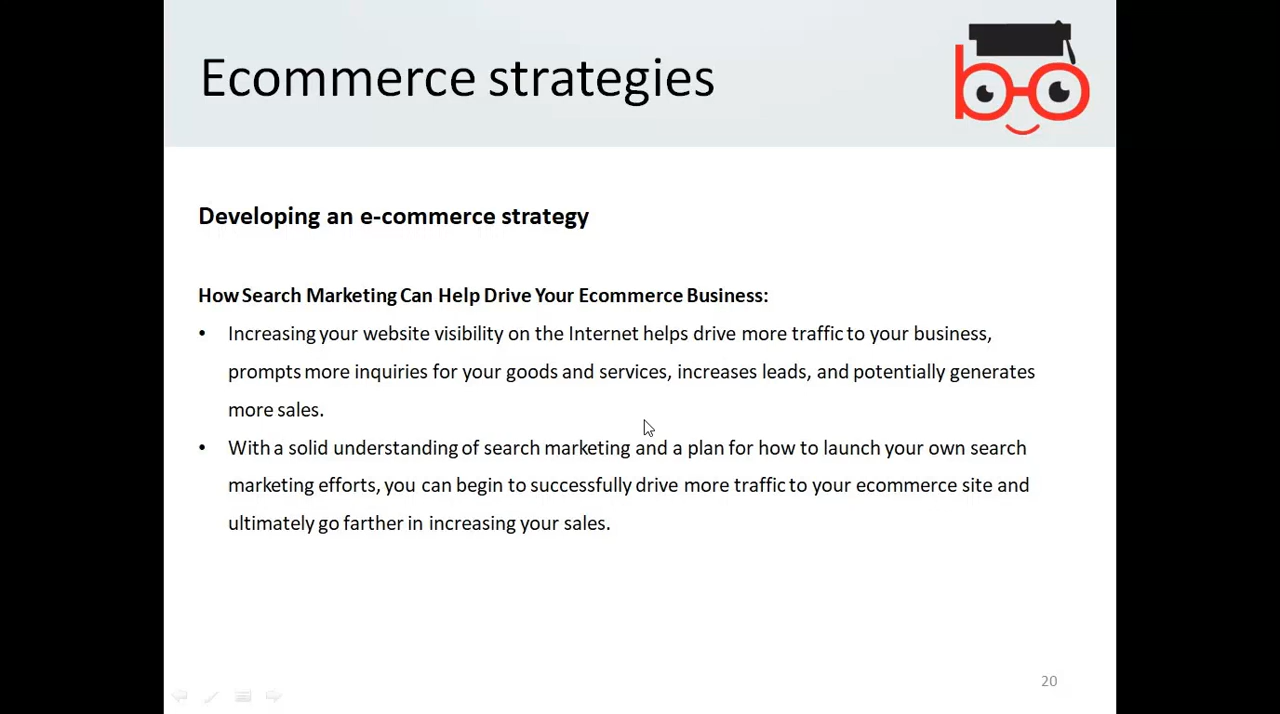 Ecommerce strategies
Developing an e-commerce strategy
How Search Marketing Can Help Drive Your Ecommerce Business:
• Increasing your website visibility on the Internet helps drive more traffic to your business,
prompts more inquiries for your goods and services, increases leads, and potentially generates
more sales.
• With a solid understanding of search marketing and a plan for how to launch your own search
marketing efforts, you can begin to successfully drive more traffic to your ecommerce site and
ultimately go farther in increasing your sales.
20